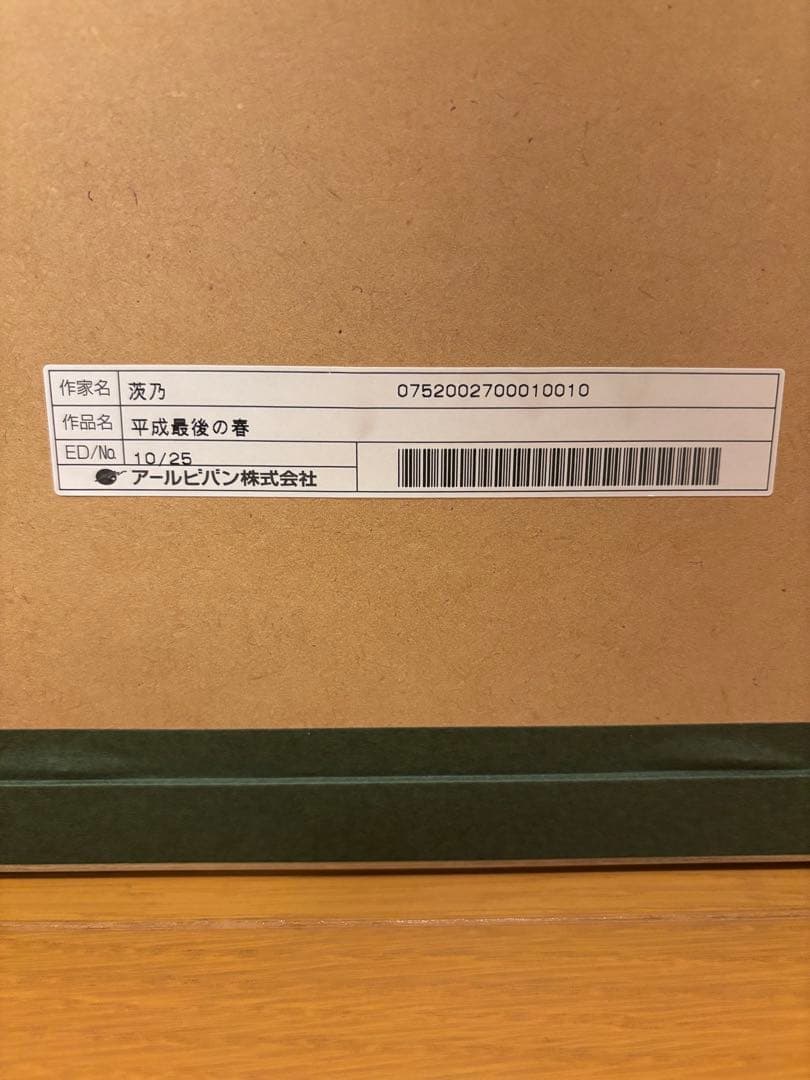 作家名 茨乃 0752002700010010
作品名 平成最後の春
ED/No. 10/25
アールビバン株式会社